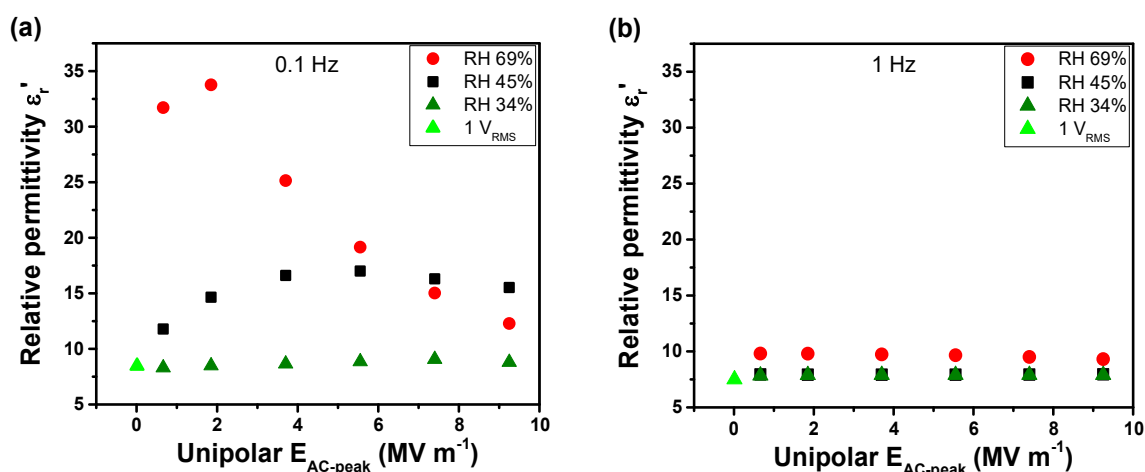 (a)
0.1 Hz
RH 69%
RH 45%
RH 34%
1 V_RMS
Relative permittivity ε_r'
35
30
25
20
15
10
5
0 2 4 6 8 10
Unipolar E_AC-peak (MV m⁻¹)
(b)
1 Hz
RH 69%
RH 45%
RH 34%
1 V_RMS
Relative permittivity ε_r'
35
30
25
20
15
10
5
0 2 4 6 8 10
Unipolar E_AC-peak (MV m⁻¹)